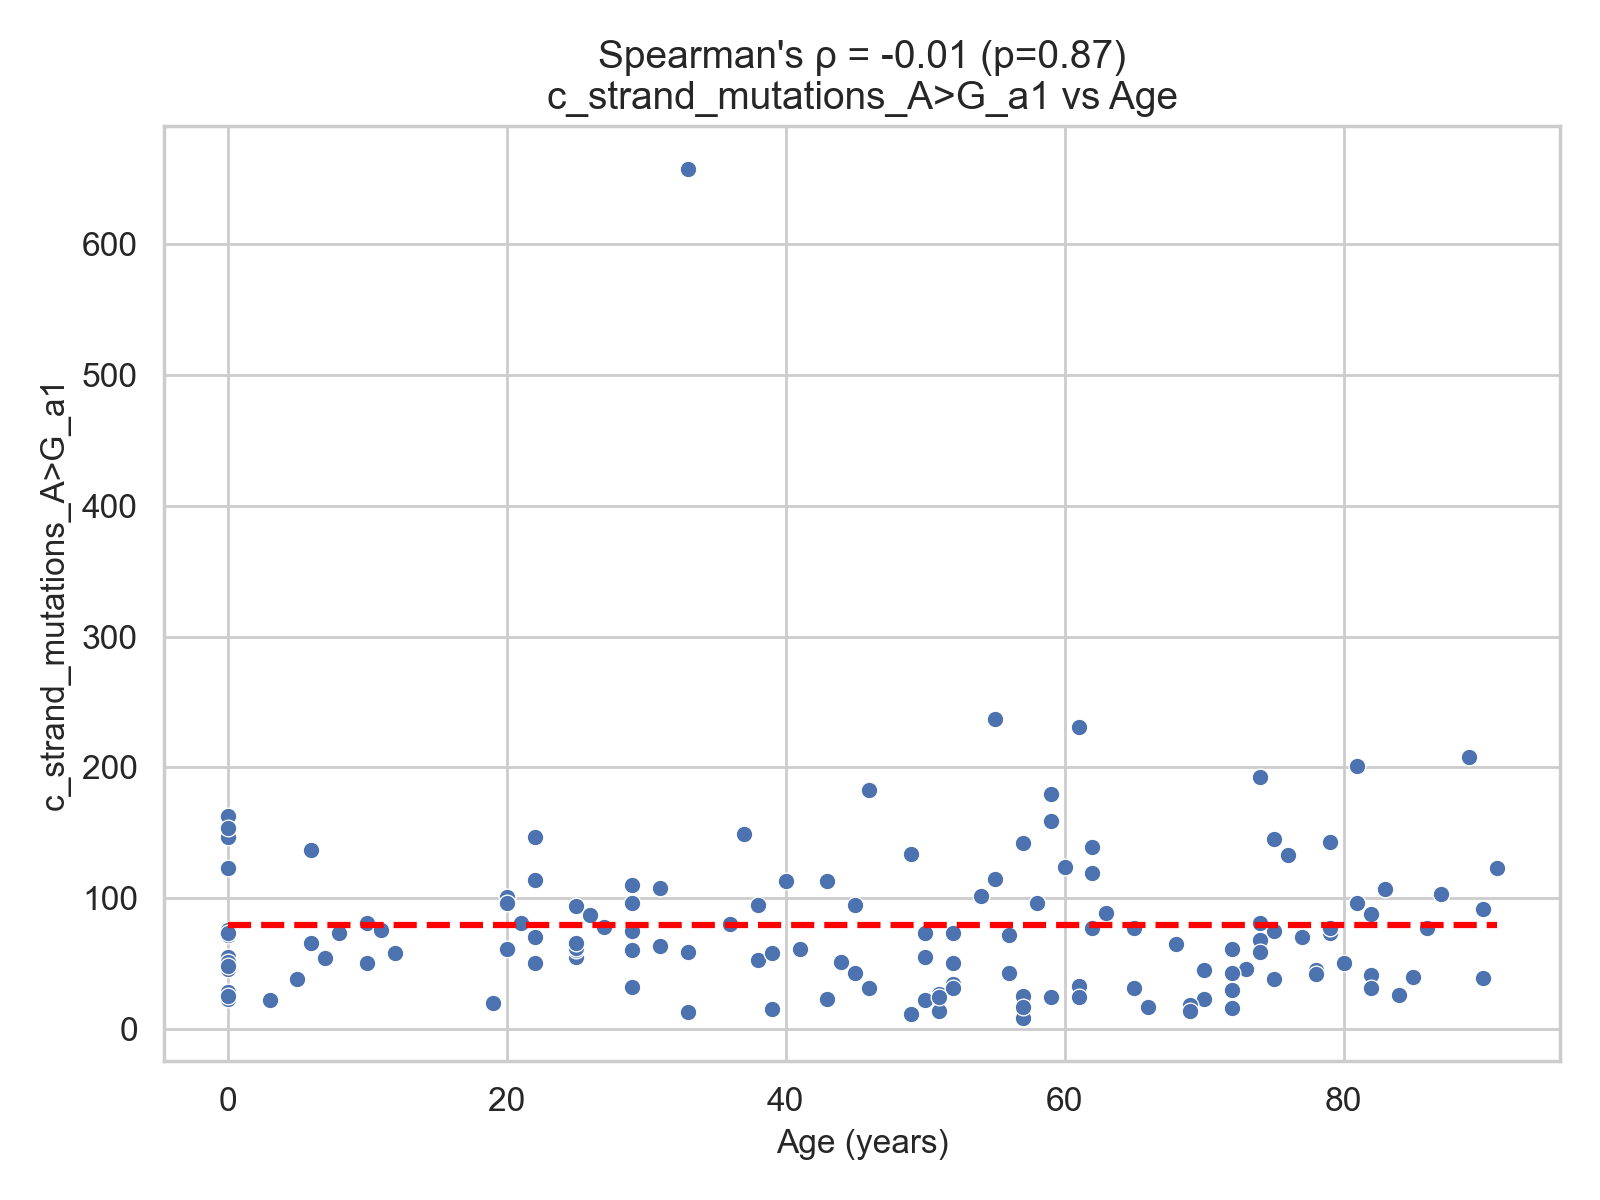 Spearman's ρ = -0.01 (p=0.87)
c_strand_mutations_A>G_a1 vs Age
c_strand_mutations_A>G_a1
600
500
400
300
200
100
0
0 20 40 60 80
Age (years)